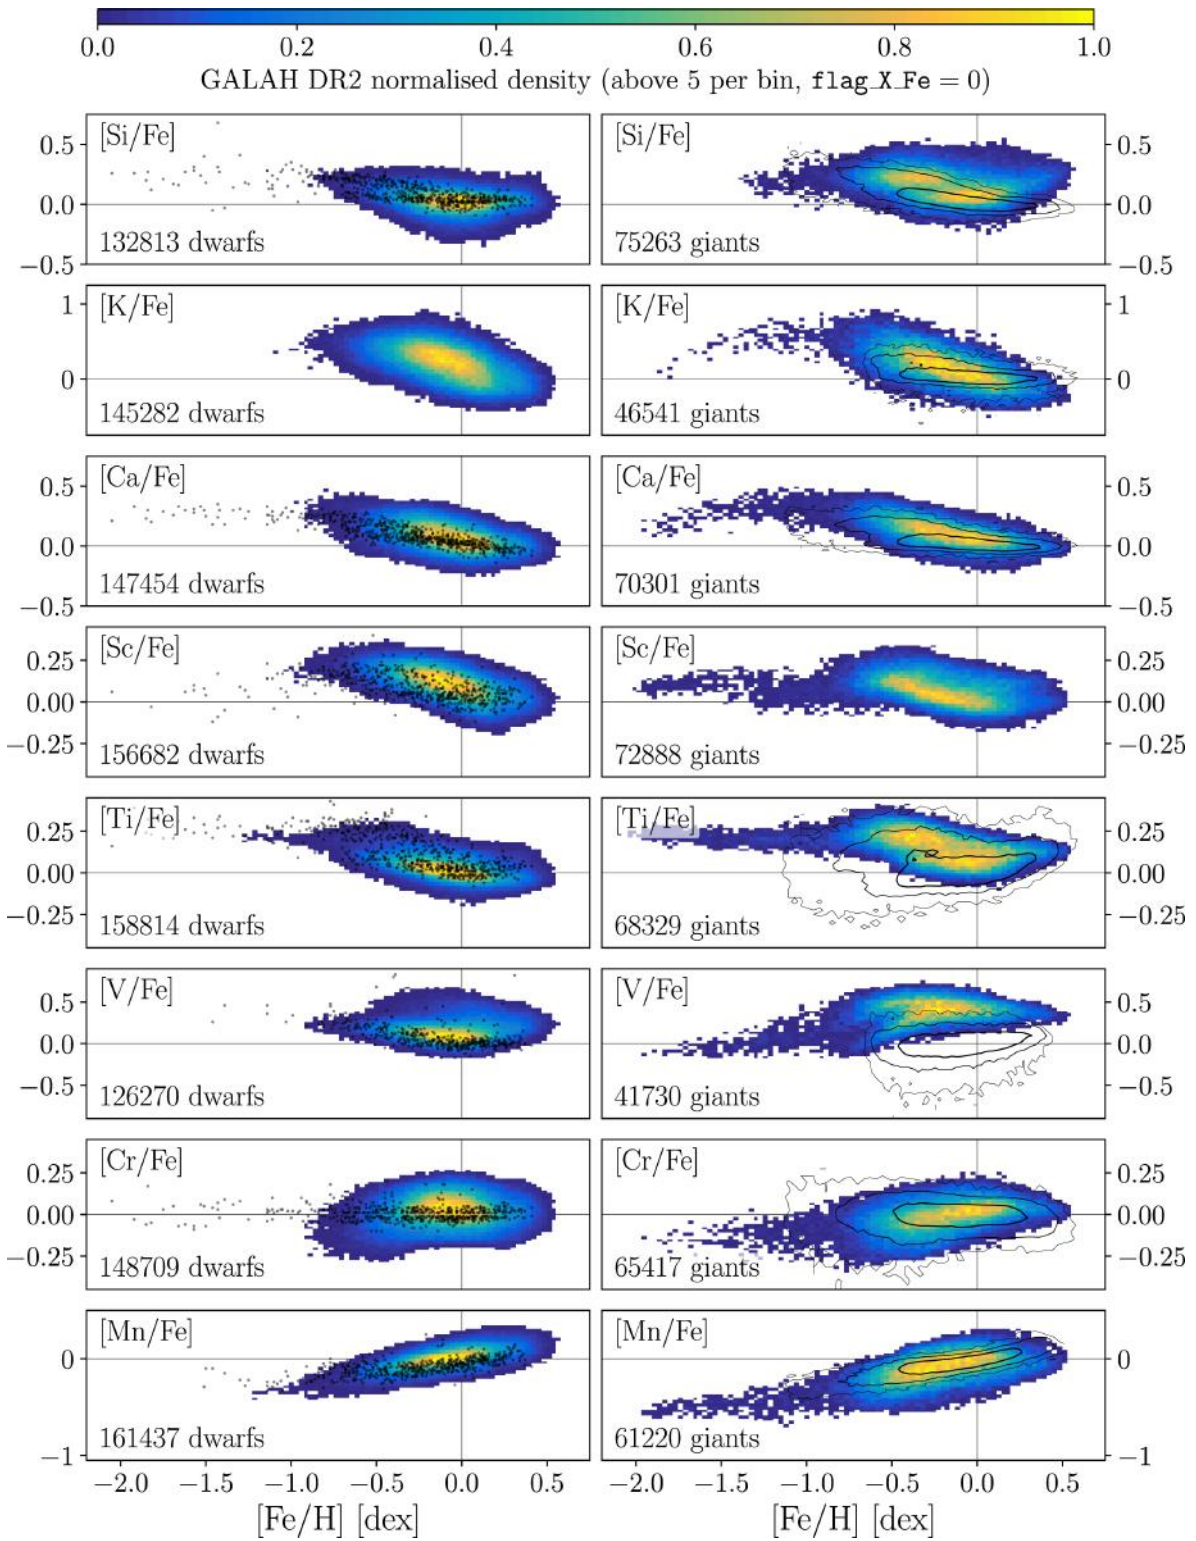 0.0 0.2 0.4 0.6 0.8 1.0
GALAH DR2 normalised density (above 5 per bin, flag_X_Fe = 0)
[Si/Fe] [Si/Fe]
0.5 0.5
0.0 0.0
132813 dwarfs 75263 giants
−0.5 −0.5
[K/Fe] [K/Fe]
1 1
0 0
145282 dwarfs 46541 giants
[Ca/Fe] [Ca/Fe]
0.5 0.5
0.0 0.0
147454 dwarfs 70301 giants
−0.5 −0.5
[Sc/Fe] [Sc/Fe]
0.25 0.25
0.00 0.00
−0.25 −0.25
156682 dwarfs 72888 giants
[Ti/Fe] [Ti/Fe]
0.25 0.25
0.00 0.00
−0.25 −0.25
158814 dwarfs 68329 giants
[V/Fe] [V/Fe]
0.5 0.5
0.0 0.0
−0.5 −0.5
126270 dwarfs 41730 giants
[Cr/Fe] [Cr/Fe]
0.25 0.25
0.00 0.00
−0.25 −0.25
148709 dwarfs 65417 giants
[Mn/Fe] [Mn/Fe]
0 0
161437 dwarfs 61220 giants
−1 −1
−2.0 −1.5 −1.0 −0.5 0.0 0.5 −2.0 −1.5 −1.0 −0.5 0.0 0.5
[Fe/H] [dex] [Fe/H] [dex]